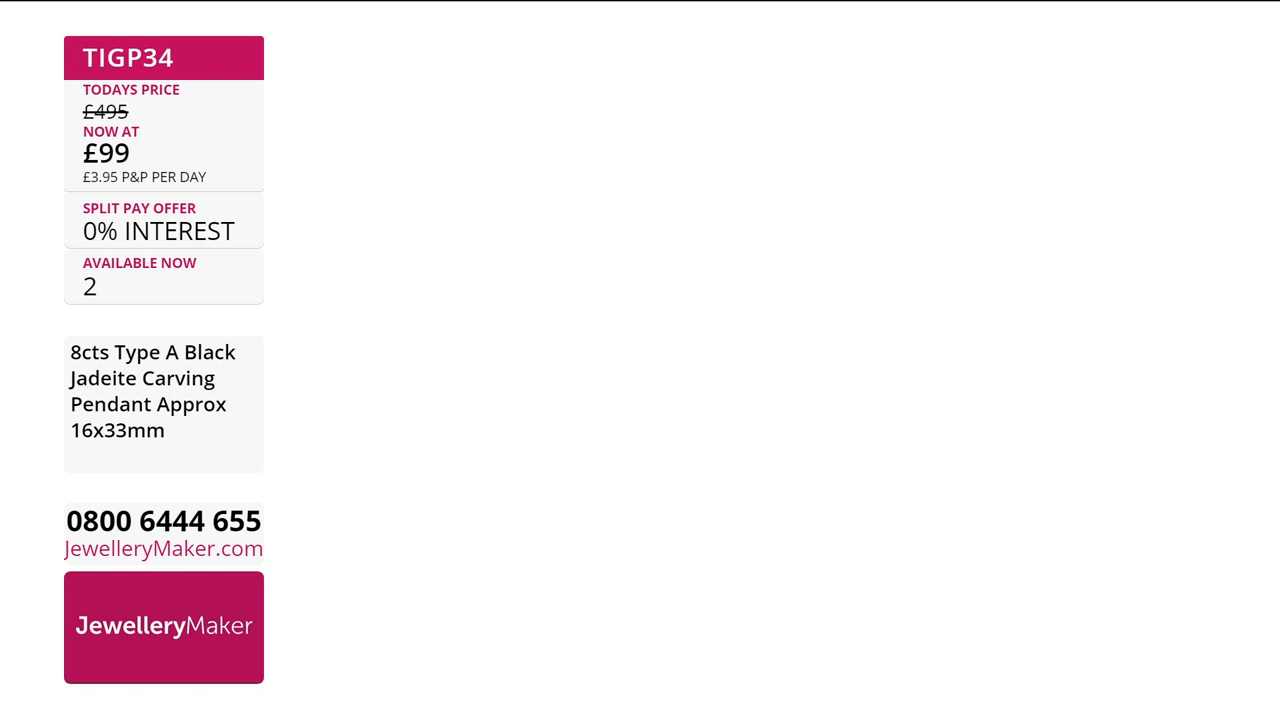 TIGP34
TODAYS PRICE
£495
NOW AT
£99
£3.95 P&P PER DAY
SPLIT PAY OFFER
0% INTEREST
AVAILABLE NOW
2
8cts Type A Black
Jadeite Carving
Pendant Approx
16x33mm
0800 6444 655
JewelleryMaker.com
JewelleryMaker